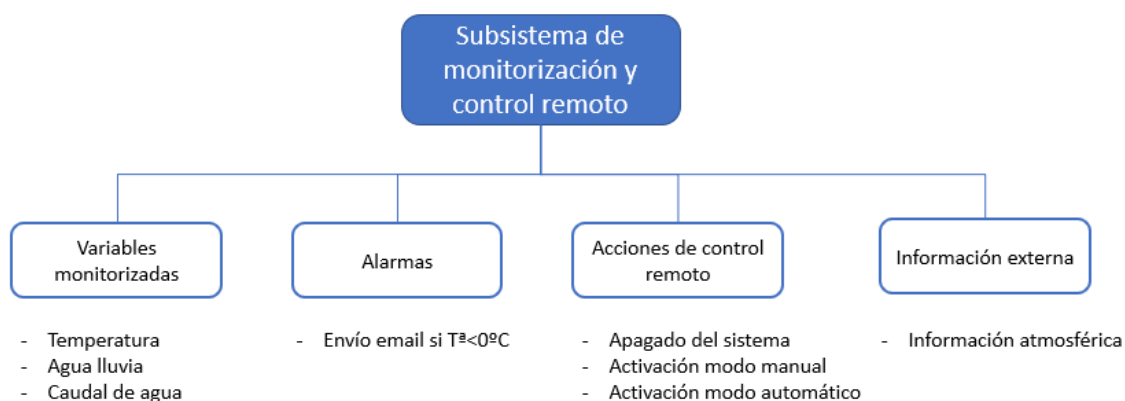 Subsistema de
monitorización y
control remoto
Variables
monitorizadas
Alarmas
Acciones de control
remoto
Información externa
- Temperatura
- Agua lluvia
- Caudal de agua
- Envío email si Tª<0ºC
- Apagado del sistema
- Activación modo manual
- Activación modo automático
- Información atmosférica